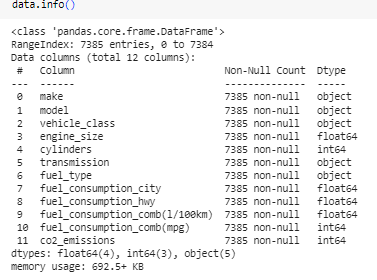 data.info()
<class 'pandas.core.frame.DataFrame'>
RangeIndex: 7385 entries, 0 to 7384
Data columns (total 12 columns):
 #   Column                           Non-Null Count  Dtype
---  ------                           --------------  -----
 0   make                             7385 non-null   object
 1   model                            7385 non-null   object
 2   vehicle_class                    7385 non-null   object
 3   engine_size                      7385 non-null   float64
 4   cylinders                        7385 non-null   int64
 5   transmission                     7385 non-null   object
 6   fuel_type                        7385 non-null   object
 7   fuel_consumption_city            7385 non-null   float64
 8   fuel_consumption_hwy             7385 non-null   float64
 9   fuel_consumption_comb(l/100km)   7385 non-null   float64
 10  fuel_consumption_comb(mpg)       7385 non-null   int64
 11  co2_emissions                    7385 non-null   int64
dtypes: float64(4), int64(3), object(5)
memory usage: 692.5+ KB